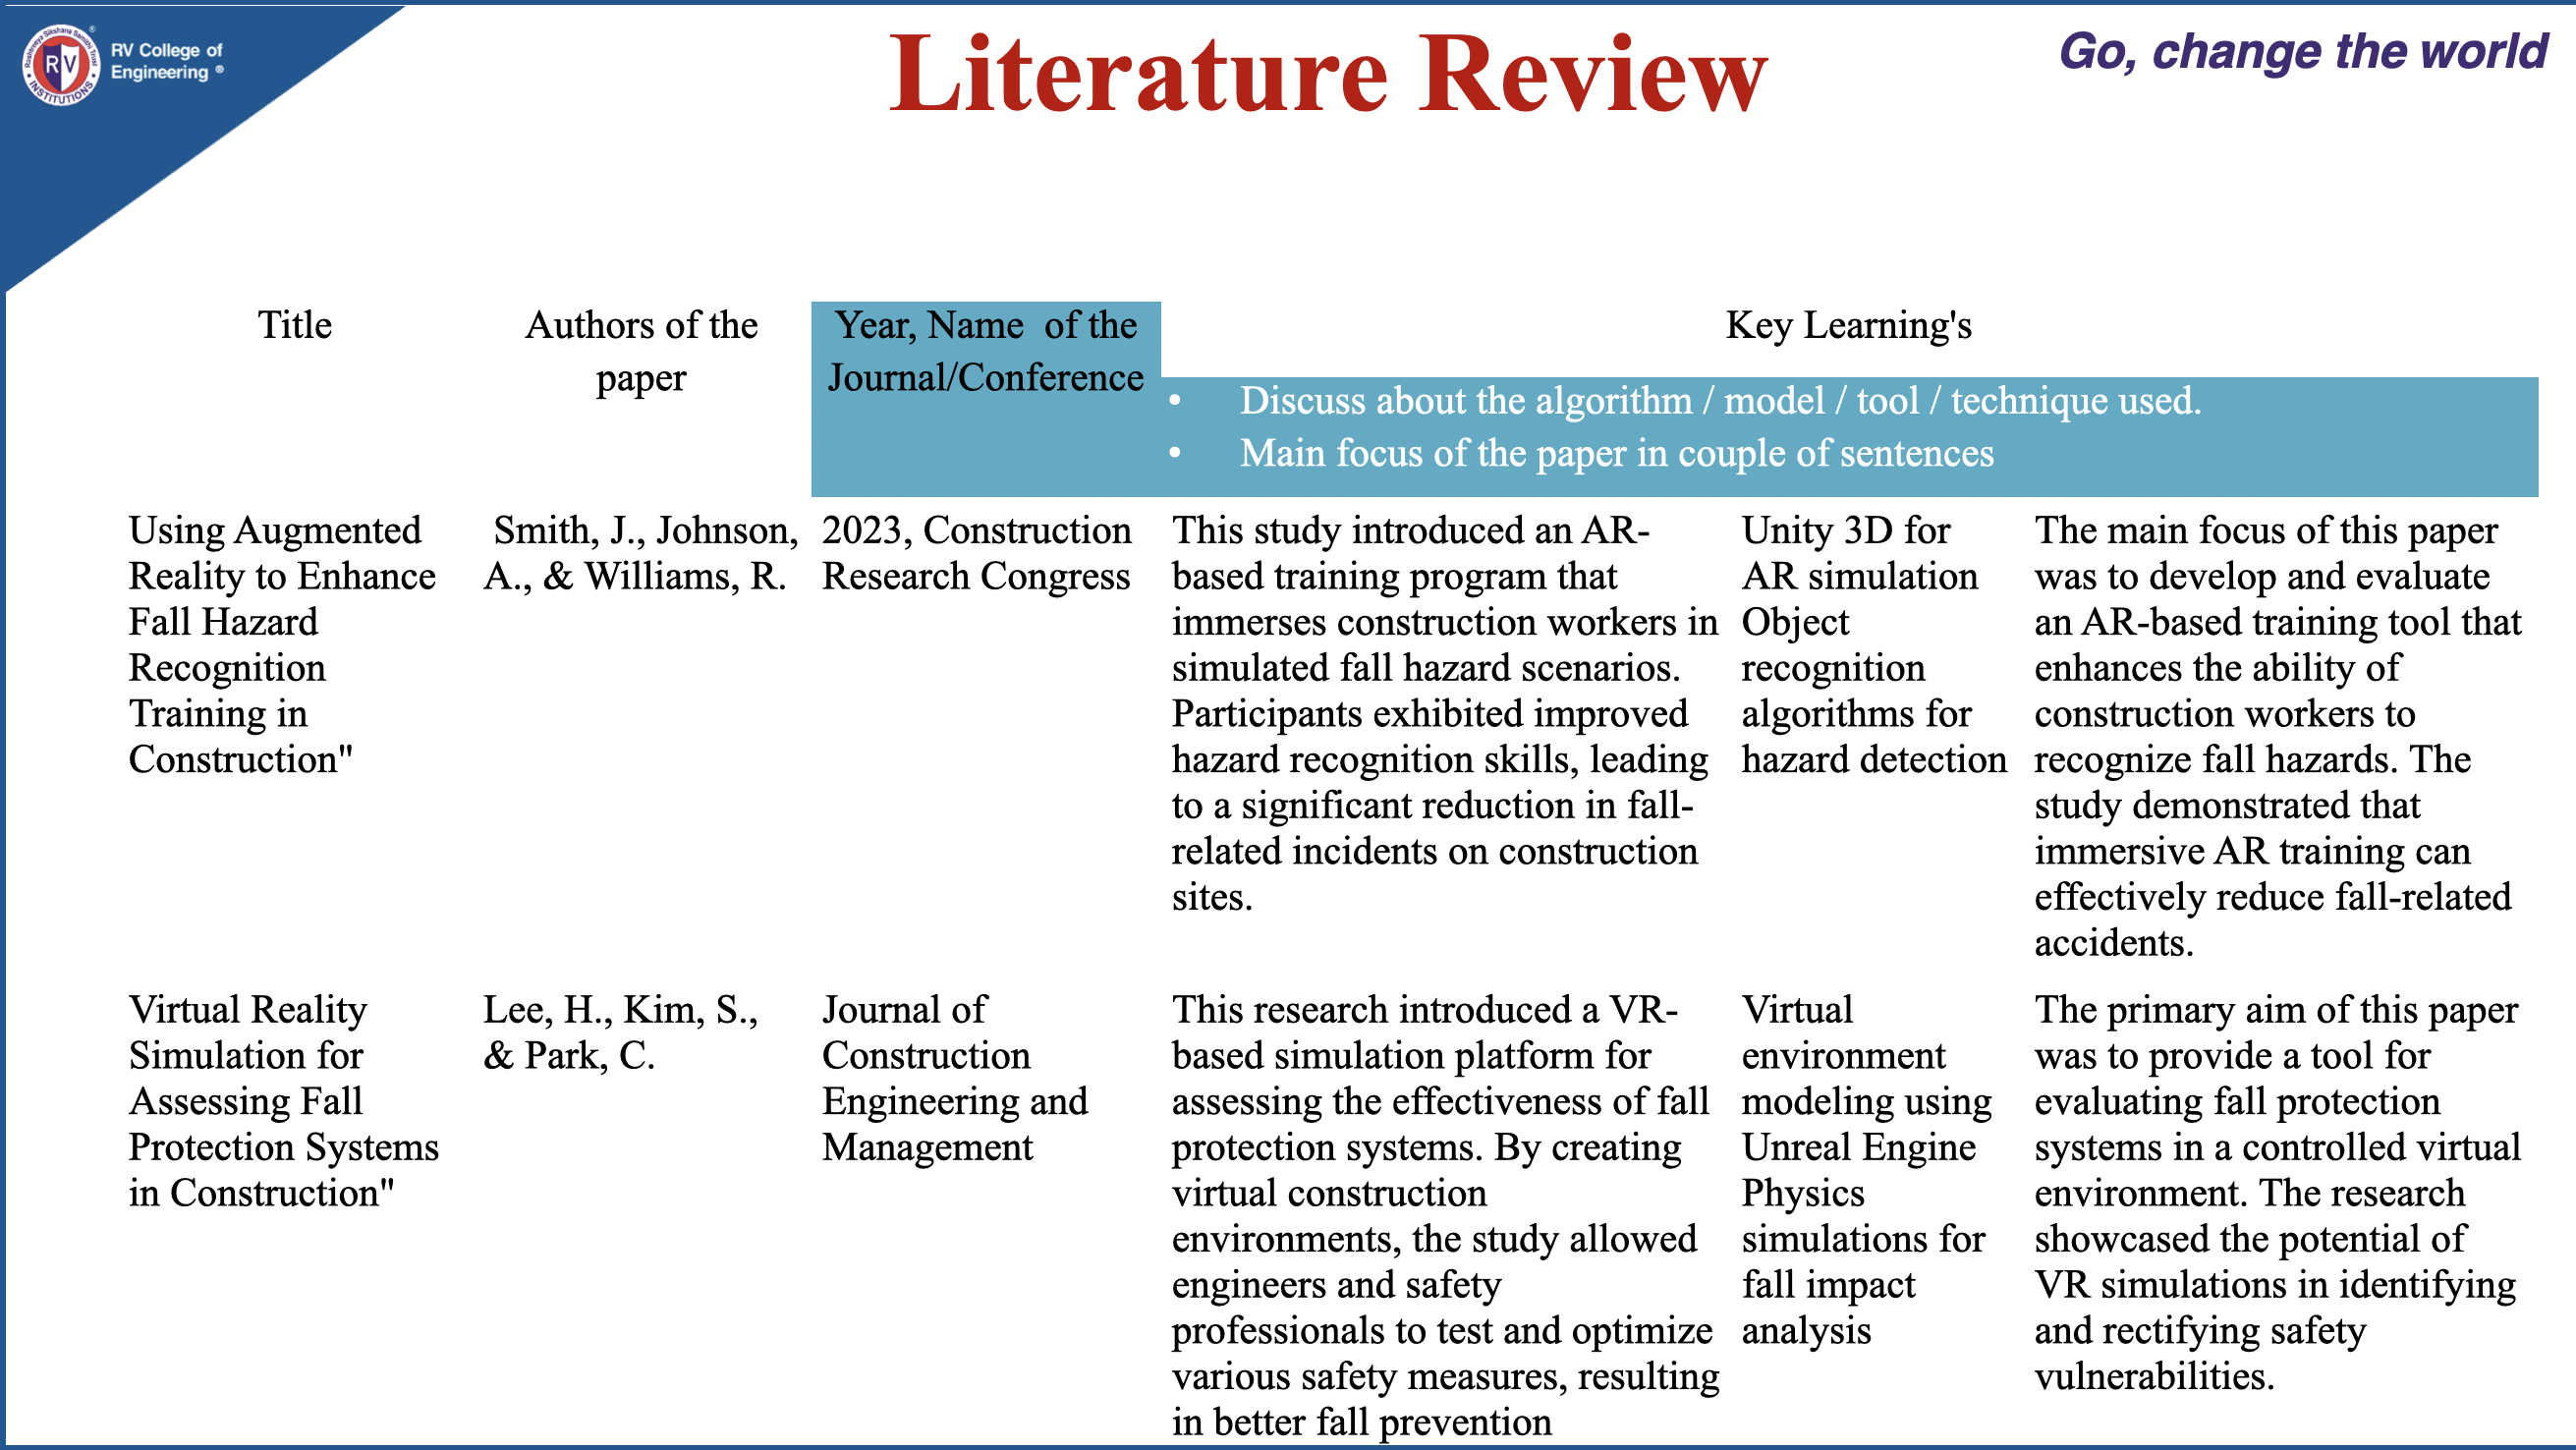 RV College of
Engineering ®
Rashtreeya Sikshana Samithi Trust
RV
INSTITUTIONS
Literature Review
Go, change the world
Title
Authors of the
paper
Year, Name  of the
Journal/Conference
Key Learning's
• Discuss about the algorithm / model / tool / technique used.
• Main focus of the paper in couple of sentences
Using Augmented
Reality to Enhance
Fall Hazard
Recognition
Training in
Construction"
Smith, J., Johnson,
A., & Williams, R.
2023, Construction
Research Congress
This study introduced an AR-
based training program that
immerses construction workers in
simulated fall hazard scenarios.
Participants exhibited improved
hazard recognition skills, leading
to a significant reduction in fall-
related incidents on construction
sites.
Unity 3D for
AR simulation
Object
recognition
algorithms for
hazard detection
The main focus of this paper
was to develop and evaluate
an AR-based training tool that
enhances the ability of
construction workers to
recognize fall hazards. The
study demonstrated that
immersive AR training can
effectively reduce fall-related
accidents.
Virtual Reality
Simulation for
Assessing Fall
Protection Systems
in Construction"
Lee, H., Kim, S.,
& Park, C.
Journal of
Construction
Engineering and
Management
This research introduced a VR-
based simulation platform for
assessing the effectiveness of fall
protection systems. By creating
virtual construction
environments, the study allowed
engineers and safety
professionals to test and optimize
various safety measures, resulting
in better fall prevention
Virtual
environment
modeling using
Unreal Engine
Physics
simulations for
fall impact
analysis
The primary aim of this paper
was to provide a tool for
evaluating fall protection
systems in a controlled virtual
environment. The research
showcased the potential of
VR simulations in identifying
and rectifying safety
vulnerabilities.